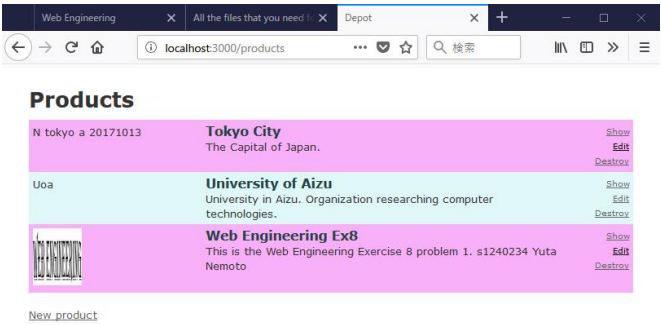 Web Engineering
All the files that you need fo
Depot
localhost:3000/products
検索
Products
N tokyo a 20171013
Tokyo City
The Capital of Japan.
Show
Edit
Destroy
Uoa
University of Aizu
University in Aizu. Organization researching computer
technologies.
Show
Edit
Destroy
WEB ENGINEERING
Web Engineering Ex8
This is the Web Engineering Exercise 8 problem 1. s1240234 Yuta
Nemoto
Show
Edit
Destroy
New product